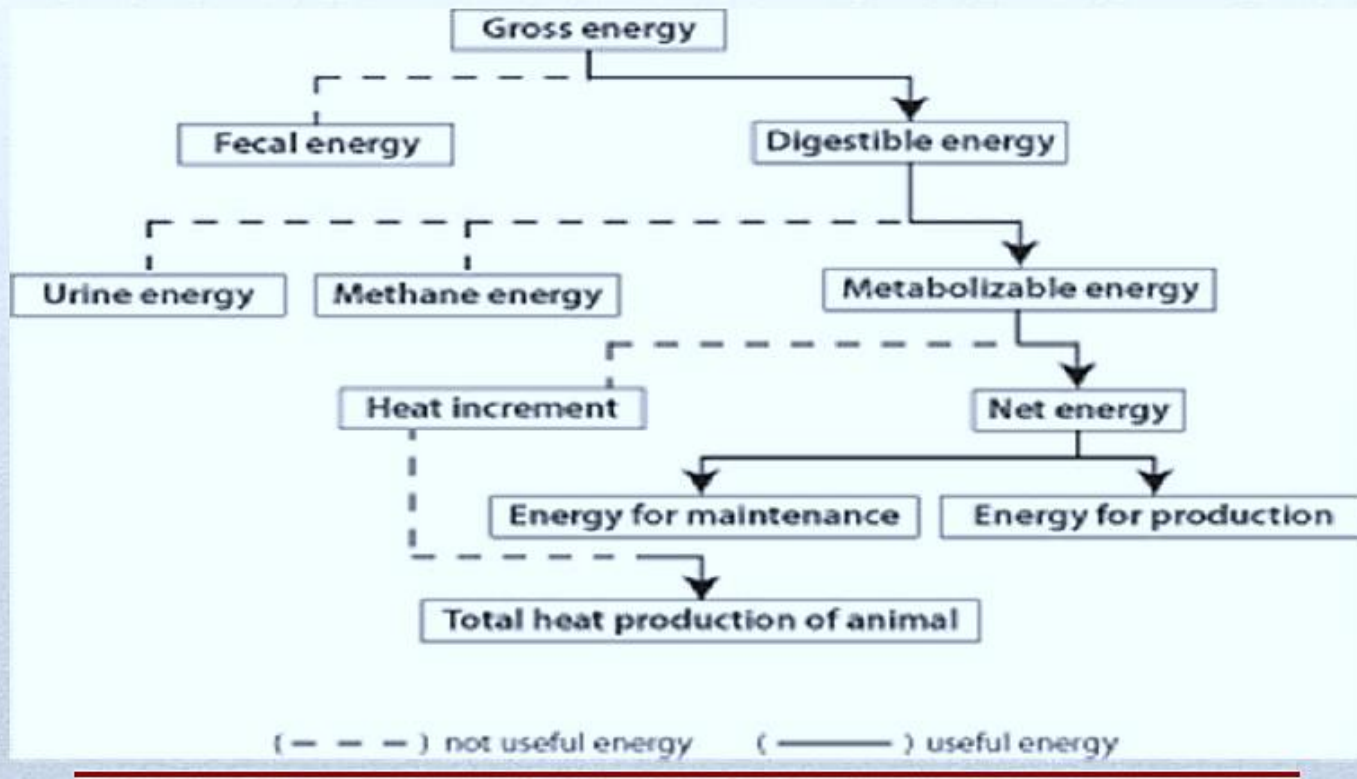 Gross energy
Fecal energy
Digestible energy
Urine energy
Methane energy
Metabolizable energy
Heat increment
Net energy
Energy for maintenance
Energy for production
Total heat production of animal
( – – – ) not useful energy ( ——— ) useful energy